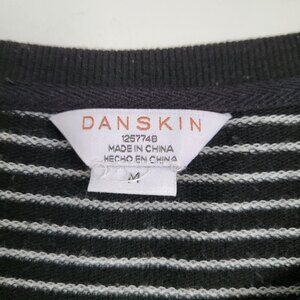 DANSKIN
1257748
MADE IN CHINA
HECHO EN CHINA
M